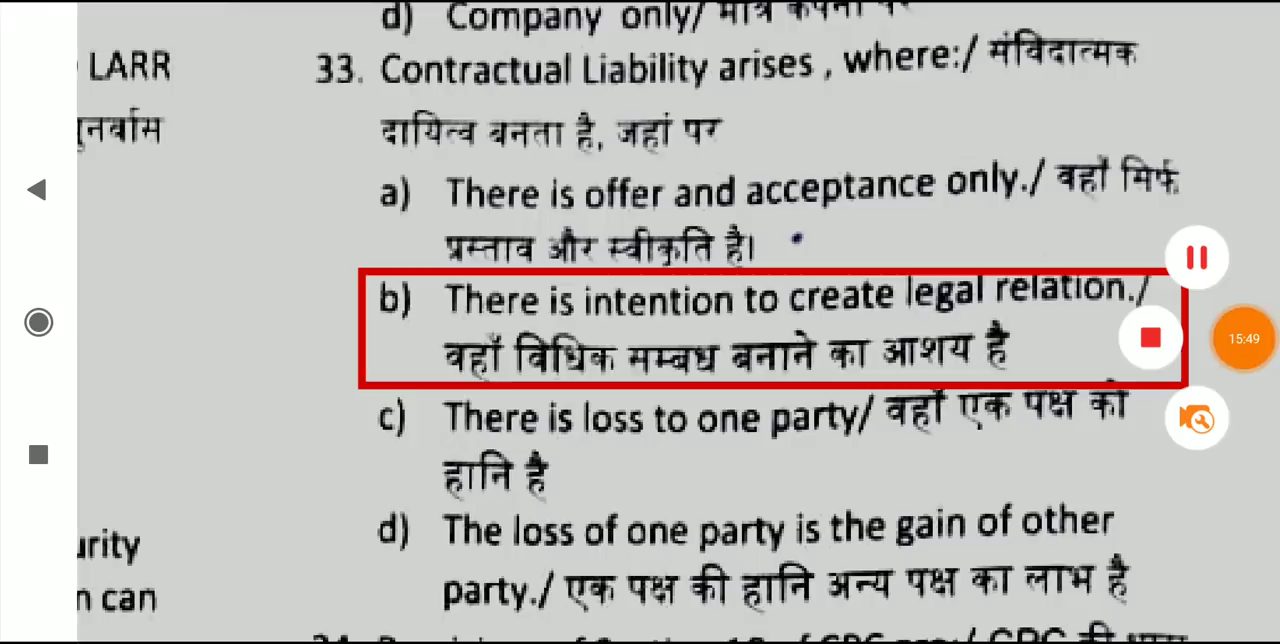 d) Company only/ मात्र कंपनी पर
LARR
33. Contractual Liability arises , where:/ संविदात्मक
दायित्व बनता है, जहां पर
a) There is offer and acceptance only./ वहाँ सिर्फ
प्रस्ताव और स्वीकृति है।
b) There is intention to create legal relation./
वहाँ विधिक सम्बध बनाने का आशय है
15:49
c) There is loss to one party/ वहाँ एक पक्ष की
हानि है
d) The loss of one party is the gain of other
party./ एक पक्ष की हानि अन्य पक्ष का लाभ है
urity
n can